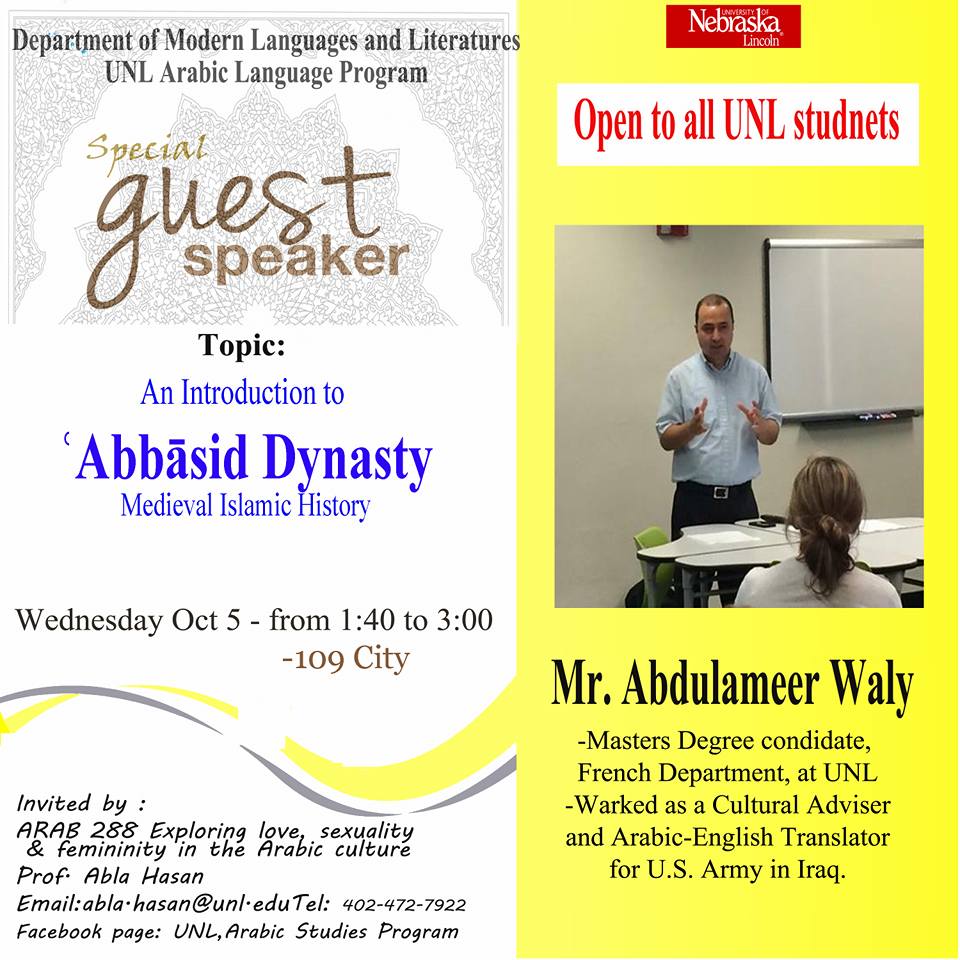 Department of Modern Languages and Literatures
UNL Arabic Language Program
Special
guest
speaker
Topic:
An Introduction to
ʿAbbāsid Dynasty
Medieval Islamic History
Wednesday Oct 5 - from 1:40 to 3:00
-109 City
Invited by :
ARAB 288 Exploring love, sexuality
& femininity in the Arabic culture
Prof. Abla Hasan
Email:abla.hasan@unl.eduTel: 402-472-7922
Facebook page: UNL,Arabic Studies Program
UNIVERSITY OF
Nebraska
Lincoln
Open to all UNL studnets
Mr. Abdulameer Waly
-Masters Degree condidate,
French Department, at UNL
-Warked as a Cultural Adviser
and Arabic-English Translator
for U.S. Army in Iraq.